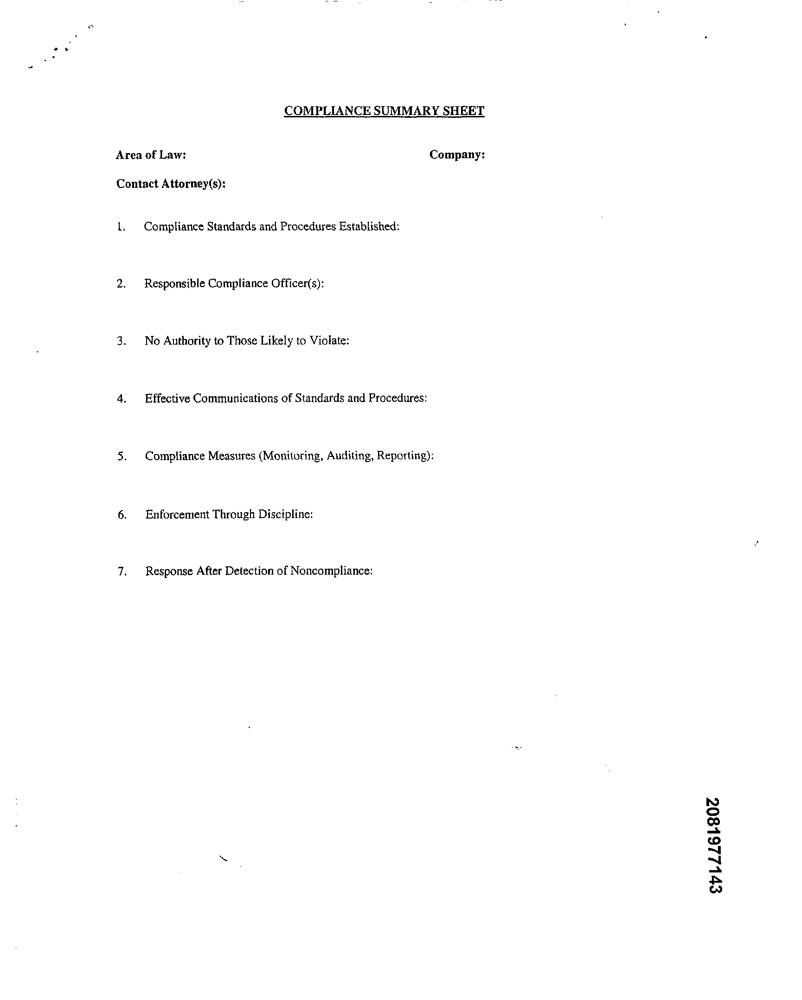 COMPLIANCE SUMMARY SHEET
Area of Law: Company:
Contact Attorney(s):
1. Compliance Standards and Procedures Established:
2. Responsible Compliance Officer(s):
3. No Authority to Those Likely to Violate:
4. Effective Communications of Standards and Procedures:
5. Compliance Measures (Monitoring, Auditing, Reporting):
6. Enforcement Through Discipline:
7. Response After Detection of Noncompliance:
2081977143